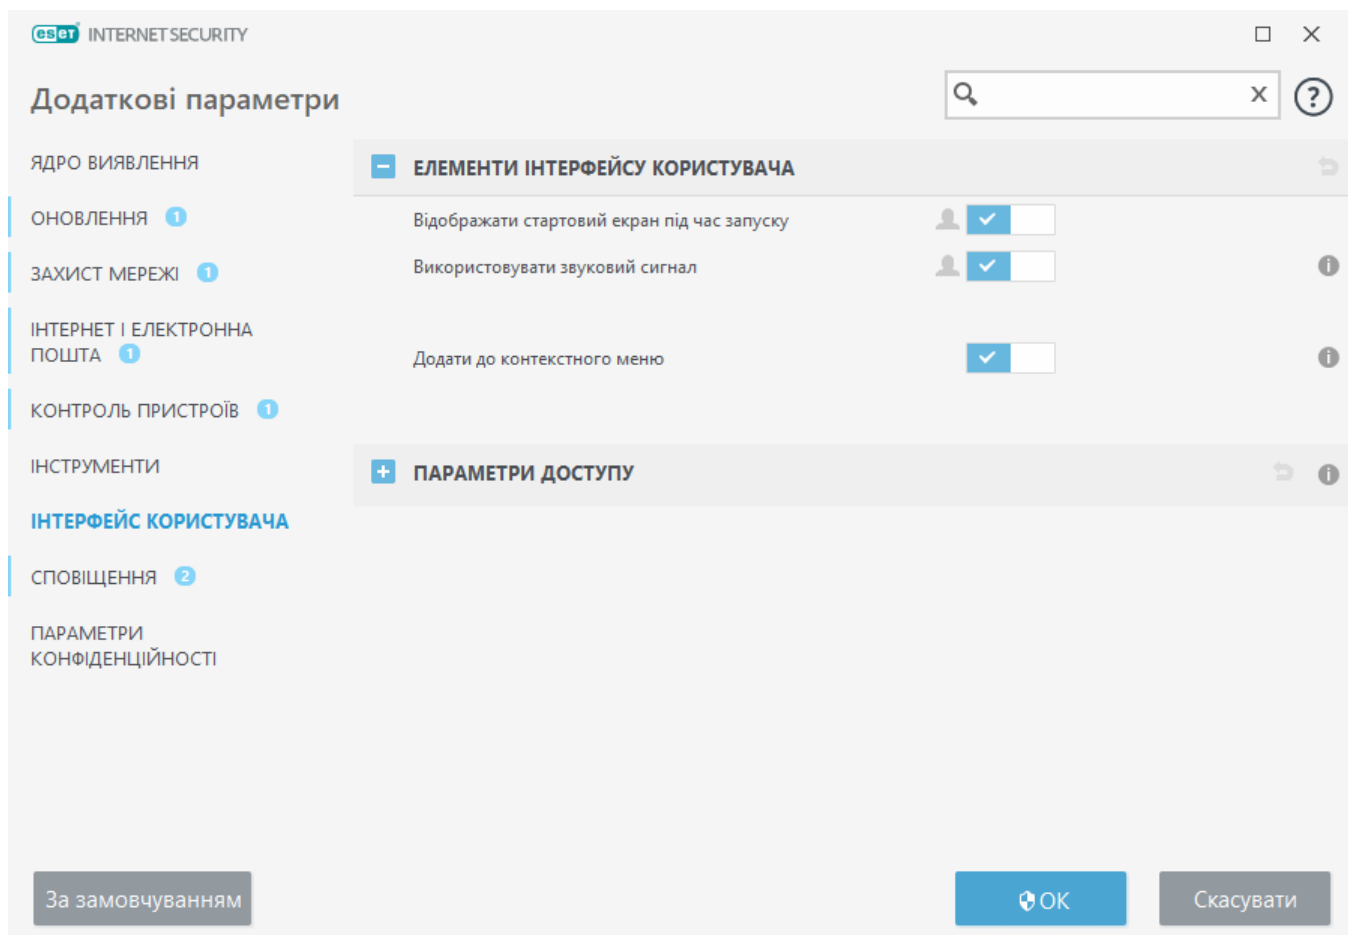 eset INTERNET SECURITY
Додаткові параметри
x
?
ЯДРО ВИЯВЛЕННЯ
ОНОВЛЕННЯ 1
ЗАХИСТ МЕРЕЖІ 1
ІНТЕРНЕТ І ЕЛЕКТРОННА
ПОШТА 1
КОНТРОЛЬ ПРИСТРОЇВ 1
ІНСТРУМЕНТИ
ІНТЕРФЕЙС КОРИСТУВАЧА
СПОВІЩЕННЯ 2
ПАРАМЕТРИ
КОНФІДЕНЦІЙНОСТІ
ЕЛЕМЕНТИ ІНТЕРФЕЙСУ КОРИСТУВАЧА
Відображати стартовий екран під час запуску
Використовувати звуковий сигнал
Додати до контекстного меню
ПАРАМЕТРИ ДОСТУПУ
За замовчуванням
ОК
Скасувати